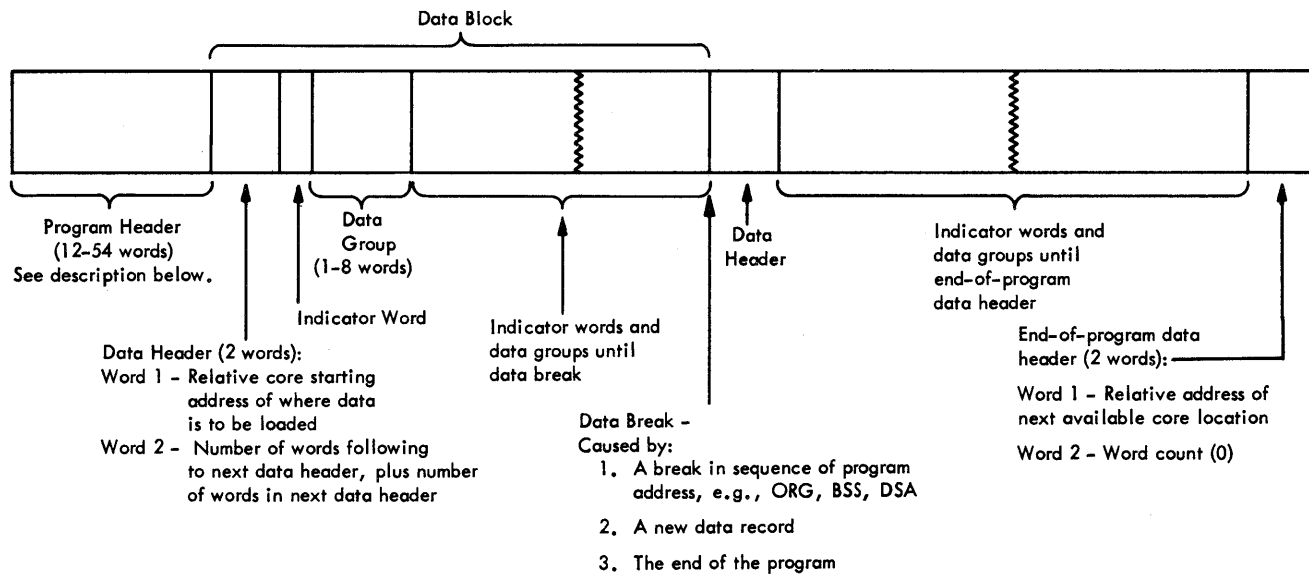 Data Block
Program Header
(12-54 words)
See description below.
Data Header (2 words):
Word 1 - Relative core starting
address of where data
is to be loaded
Word 2 - Number of words following
to next data header, plus number
of words in next data header
Indicator Word
Data
Group
(1-8 words)
Indicator words and
data groups until
data break
Data Break -
Caused by:
1. A break in sequence of program
address, e.g., ORG, BSS, DSA
2. A new data record
3. The end of the program
Data
Header
Indicator words and
data groups until
end-of-program
data header
End-of-program data
header (2 words):
Word 1 - Relative address of
next available core location
Word 2 - Word count (0)